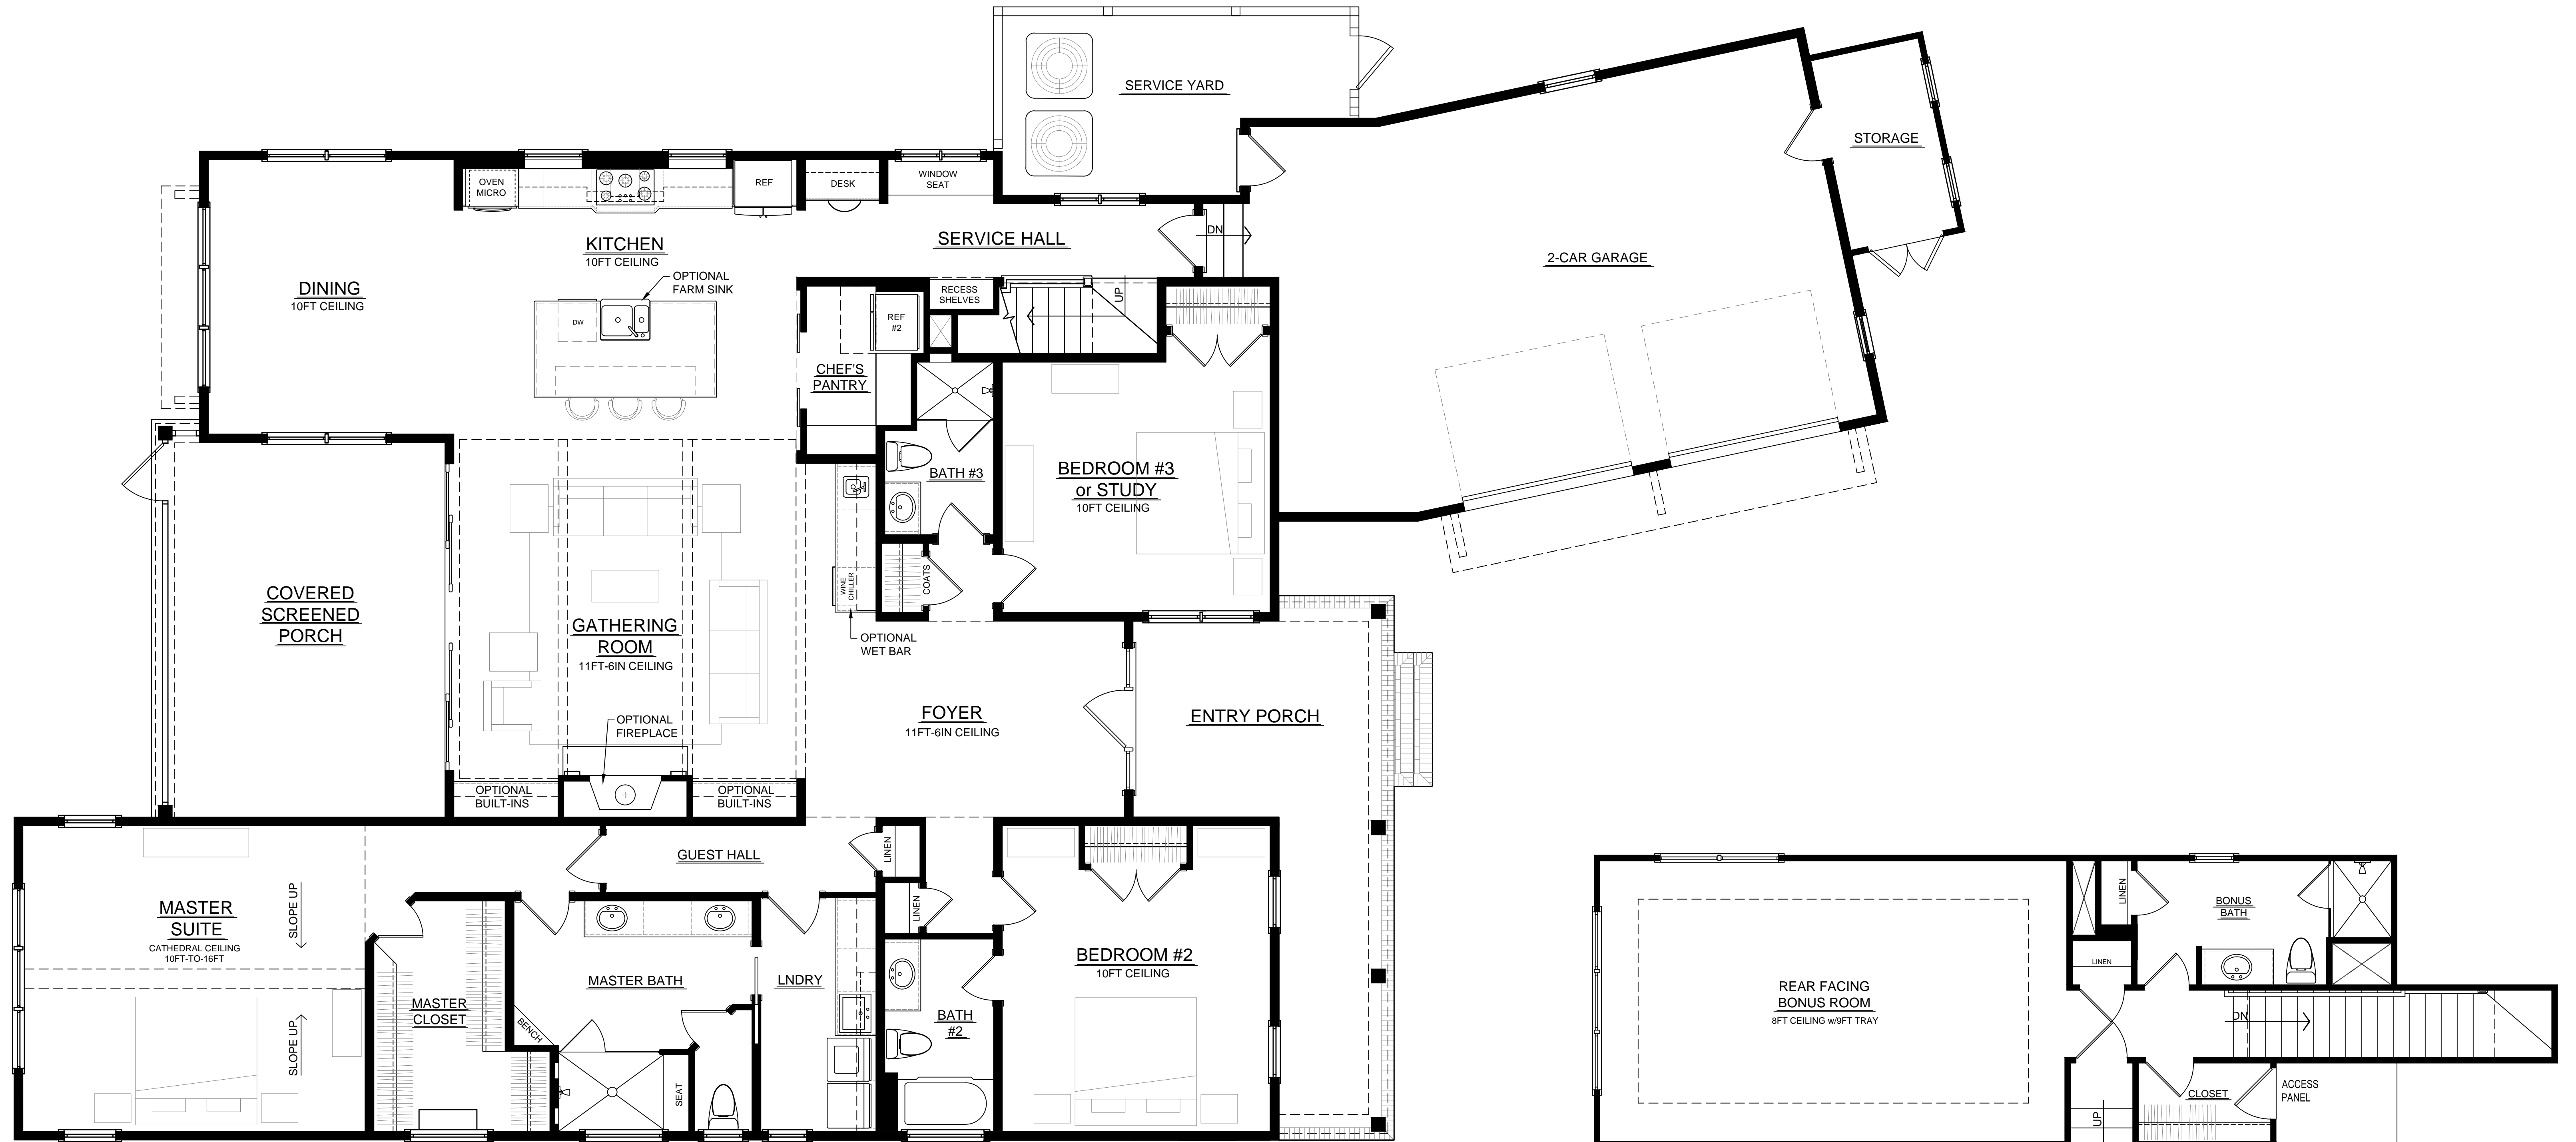 SERVICE YARD
STORAGE
OVEN
MICRO
REF
DESK
WINDOW
SEAT
KITCHEN
10FT CEILING
SERVICE HALL
DN
2-CAR GARAGE
OPTIONAL
FARM SINK
DINING
10FT CEILING
DW
RECESS
SHELVES
UP
REF
#2
CHEF'S
PANTRY
BATH #3
BEDROOM #3
or STUDY
10FT CEILING
COATS
WINE
CHILLER
COVERED
SCREENED
PORCH
GATHERING
ROOM
11FT-6IN CEILING
OPTIONAL
WET BAR
FOYER
11FT-6IN CEILING
ENTRY PORCH
OPTIONAL
FIREPLACE
OPTIONAL
BUILT-INS
OPTIONAL
BUILT-INS
GUEST HALL
LINEN
LINEN
MASTER
SUITE
CATHEDRAL CEILING
10FT-TO-16FT
SLOPE UP
SLOPE UP
MASTER
CLOSET
MASTER BATH
BENCH
SEAT
LNDRY
BATH
#2
BEDROOM #2
10FT CEILING
LINEN
BONUS
BATH
LINEN
REAR FACING
BONUS ROOM
8FT CEILING w/9FT TRAY
DN
CLOSET
ACCESS
PANEL
UP